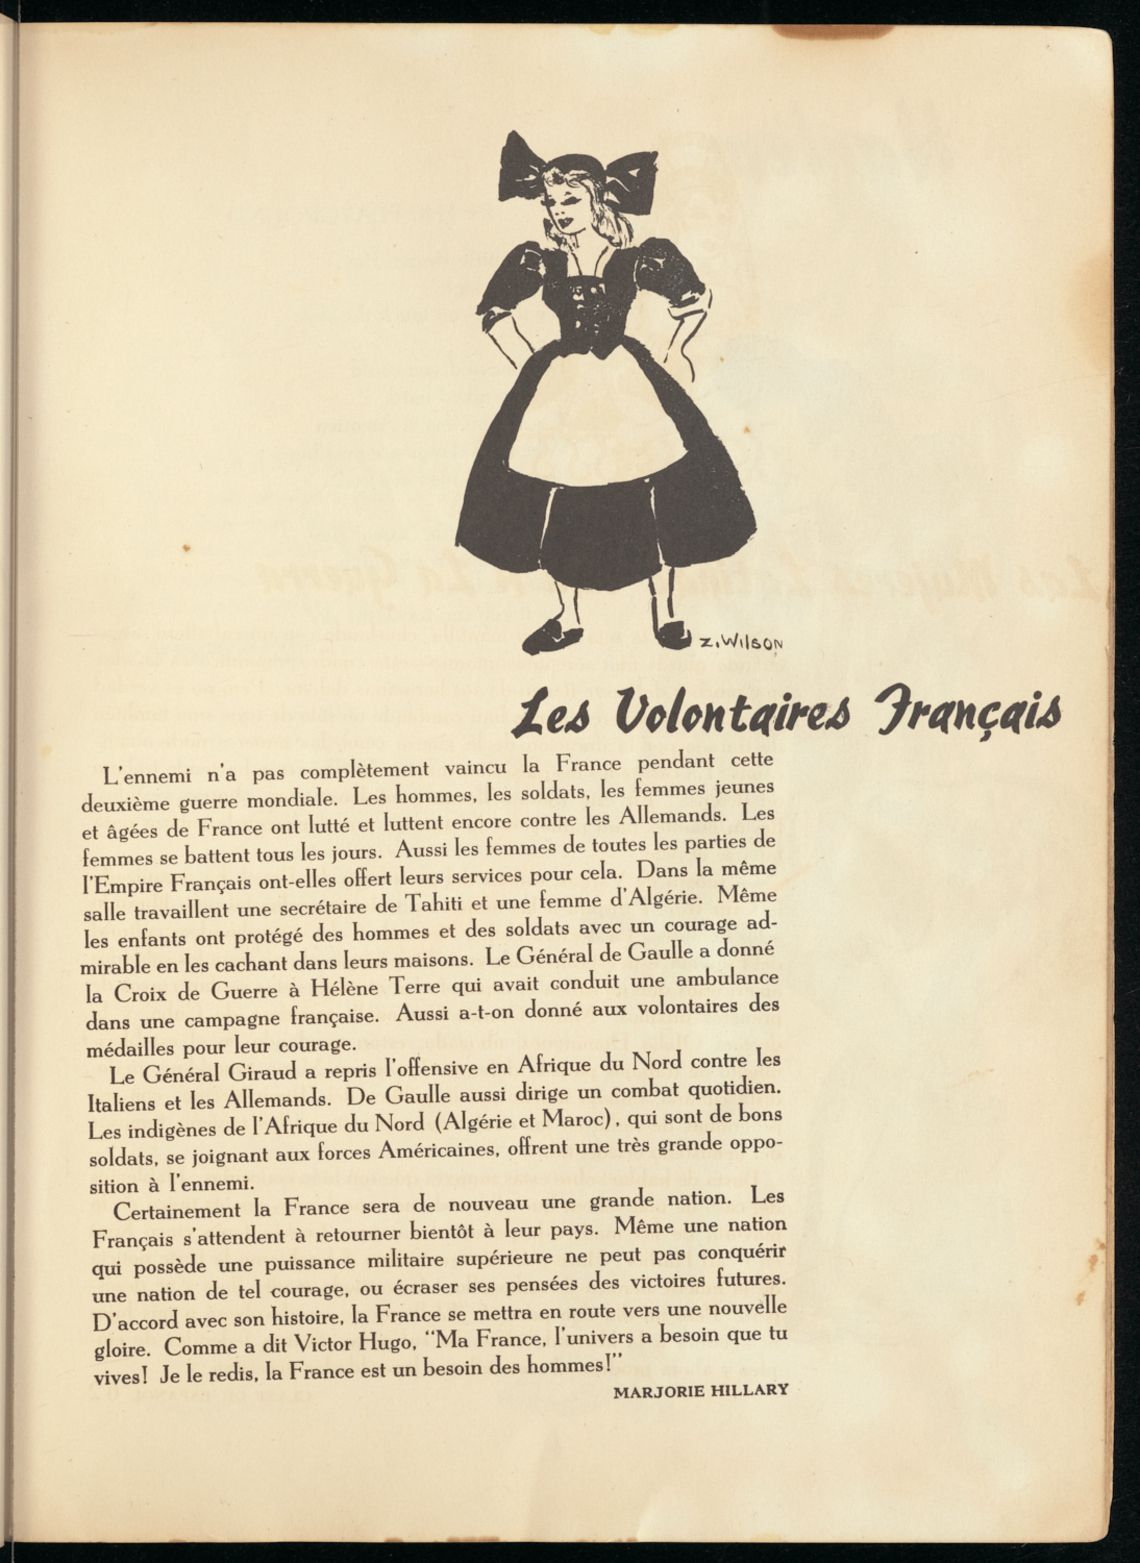 Z. WilSON
Les Volontaires Français
L'ennemi n'a pas complètement vaincu la France pendant cette
deuxième guerre mondiale. Les hommes, les soldats, les femmes jeunes
et âgées de France ont lutté et luttent encore contre les Allemands. Les
femmes se battent tous les jours. Aussi les femmes de toutes les parties de
l'Empire Français ont-elles offert leurs services pour cela. Dans la même
salle travaillent une secrétaire de Tahiti et une femme d'Algérie. Même
les enfants ont protégé des hommes et des soldats avec un courage ad-
mirable en les cachant dans leurs maisons. Le Général de Gaulle a donné
la Croix de Guerre à Hélène Terre qui avait conduit une ambulance
dans une campagne française. Aussi a-t-on donné aux volontaires des
médailles pour leur courage.
Le Général Giraud a repris l'offensive en Afrique du Nord contre les
Italiens et les Allemands. De Gaulle aussi dirige un combat quotidien.
Les indigènes de l'Afrique du Nord (Algérie et Maroc), qui sont de bons
soldats, se joignant aux forces Américaines, offrent une très grande oppo-
sition à l'ennemi.
Certainement la France sera de nouveau une grande nation. Les
Français s'attendent à retourner bientôt à leur pays. Même une nation
qui possède une puissance militaire supérieure ne peut pas conquérir
une nation de tel courage, ou écraser ses pensées des victoires futures.
D'accord avec son histoire, la France se mettra en route vers une nouvelle
gloire. Comme a dit Victor Hugo, "Ma France, l'univers a besoin que tu
vives! Je le redis, la France est un besoin des hommes!"
MARJORIE HILLARY